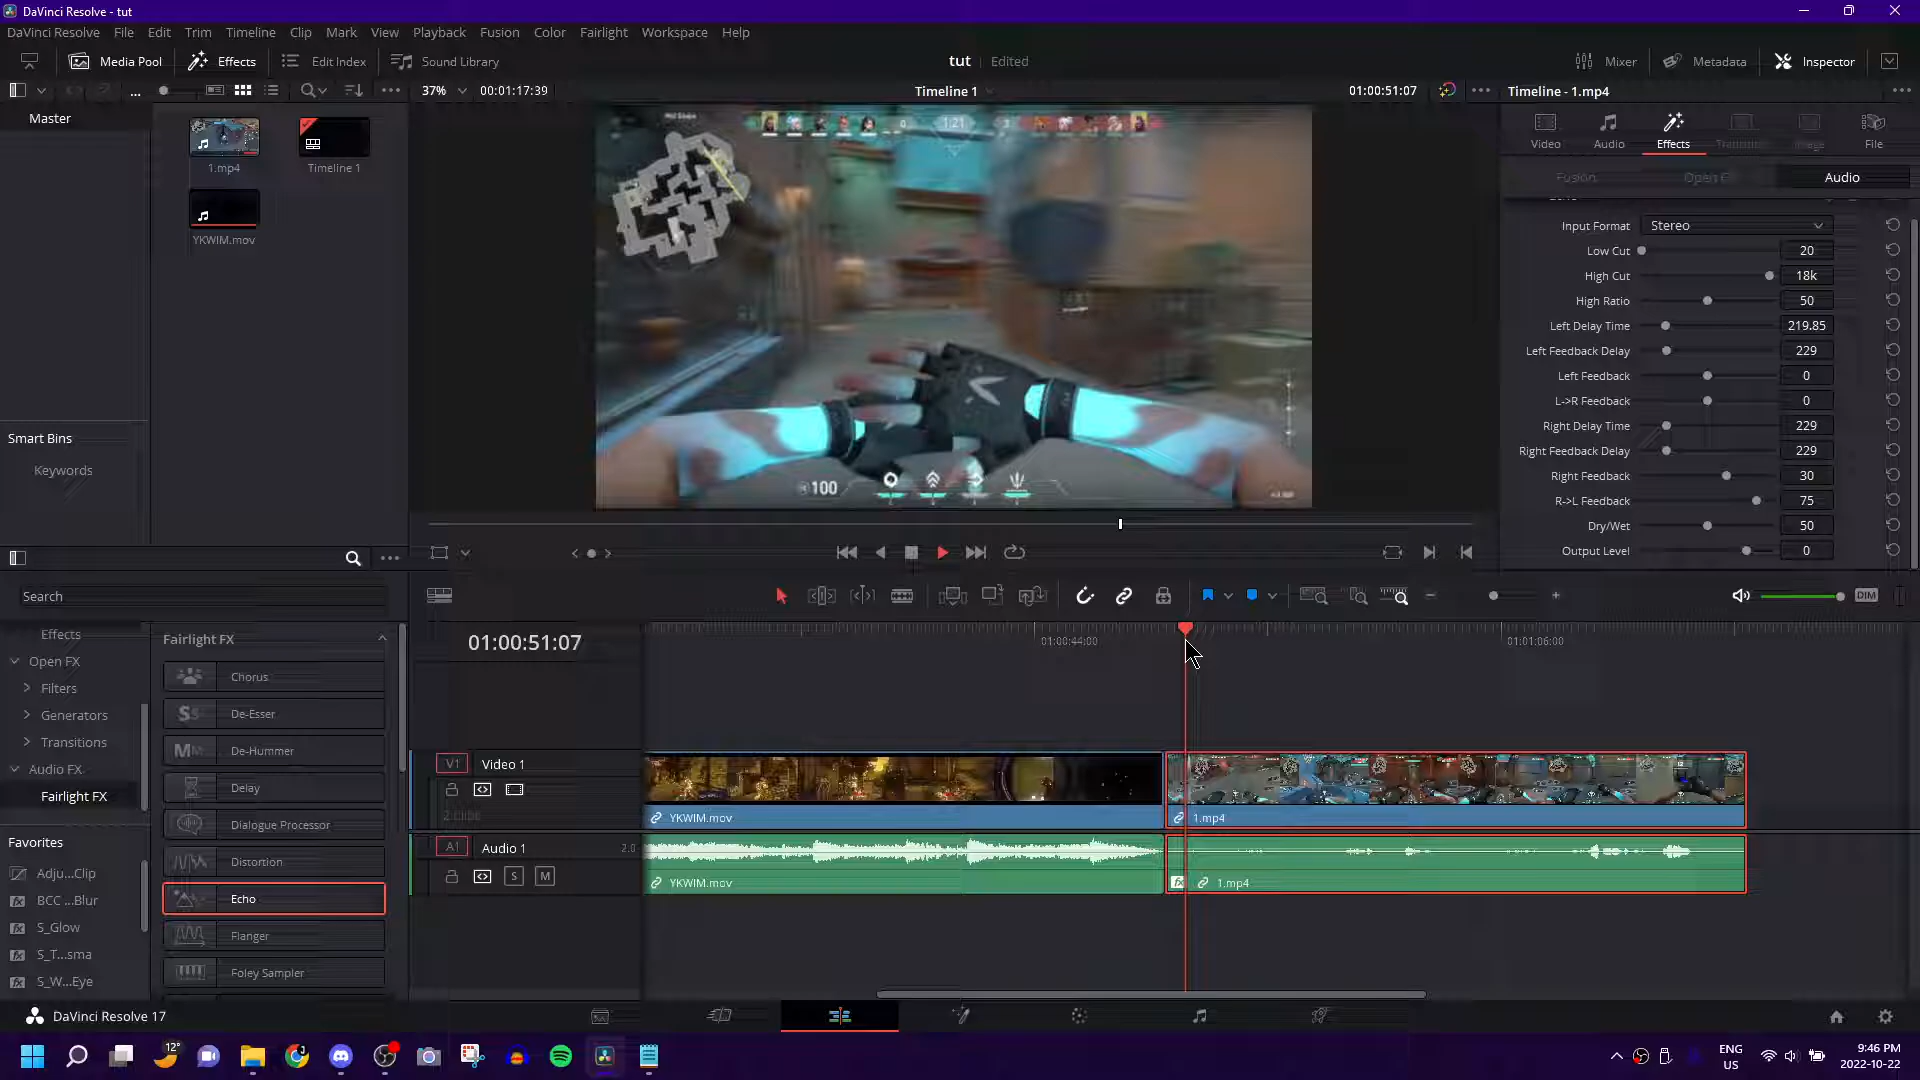 DaVinci Resolve - tut
DaVinci Resolve File Edit Trim Timeline Clip Mark View Playback Fusion Color Fairlight Workspace Help
Media Pool Effects Edit Index Sound Library tut Edited Mixer Metadata Inspector
37% 00:01:17:39 Timeline 1 01:00:51:07 Timeline - 1.mp4
Master
1.mp4
Timeline 1
YKWIM.mov
Smart Bins
Keywords
0 1:21 3
100
Video Audio Effects Transition Image File
Fusion Open FX Audio
Input Format Stereo
Low Cut 20
High Cut 18k
High Ratio 50
Left Delay Time 219.85
Left Feedback Delay 229
Left Feedback 0
L->R Feedback 0
Right Delay Time 229
Right Feedback Delay 229
Right Feedback 30
R->L Feedback 75
Dry/Wet 50
Output Level 0
DIM
Search
Effects
Open FX
Filters
Generators
Transitions
Audio FX
Fairlight FX
Favorites
Adju...Clip
BCC ...Blur
S_Glow
S_T...sma
S_W...Eye
Fairlight FX
Chorus
De-Esser
De-Hummer
Delay
Dialogue Processor
Distortion
Echo
Flanger
Foley Sampler
01:00:51:07
01:00:44:00
01:01:06:00
V1 Video 1
2 Clips
YKWIM.mov
1.mp4
A1 Audio 1 2.0
S M
YKWIM.mov
1.mp4
DaVinci Resolve 17
12°
ENG
US
9:46 PM
2022-10-22